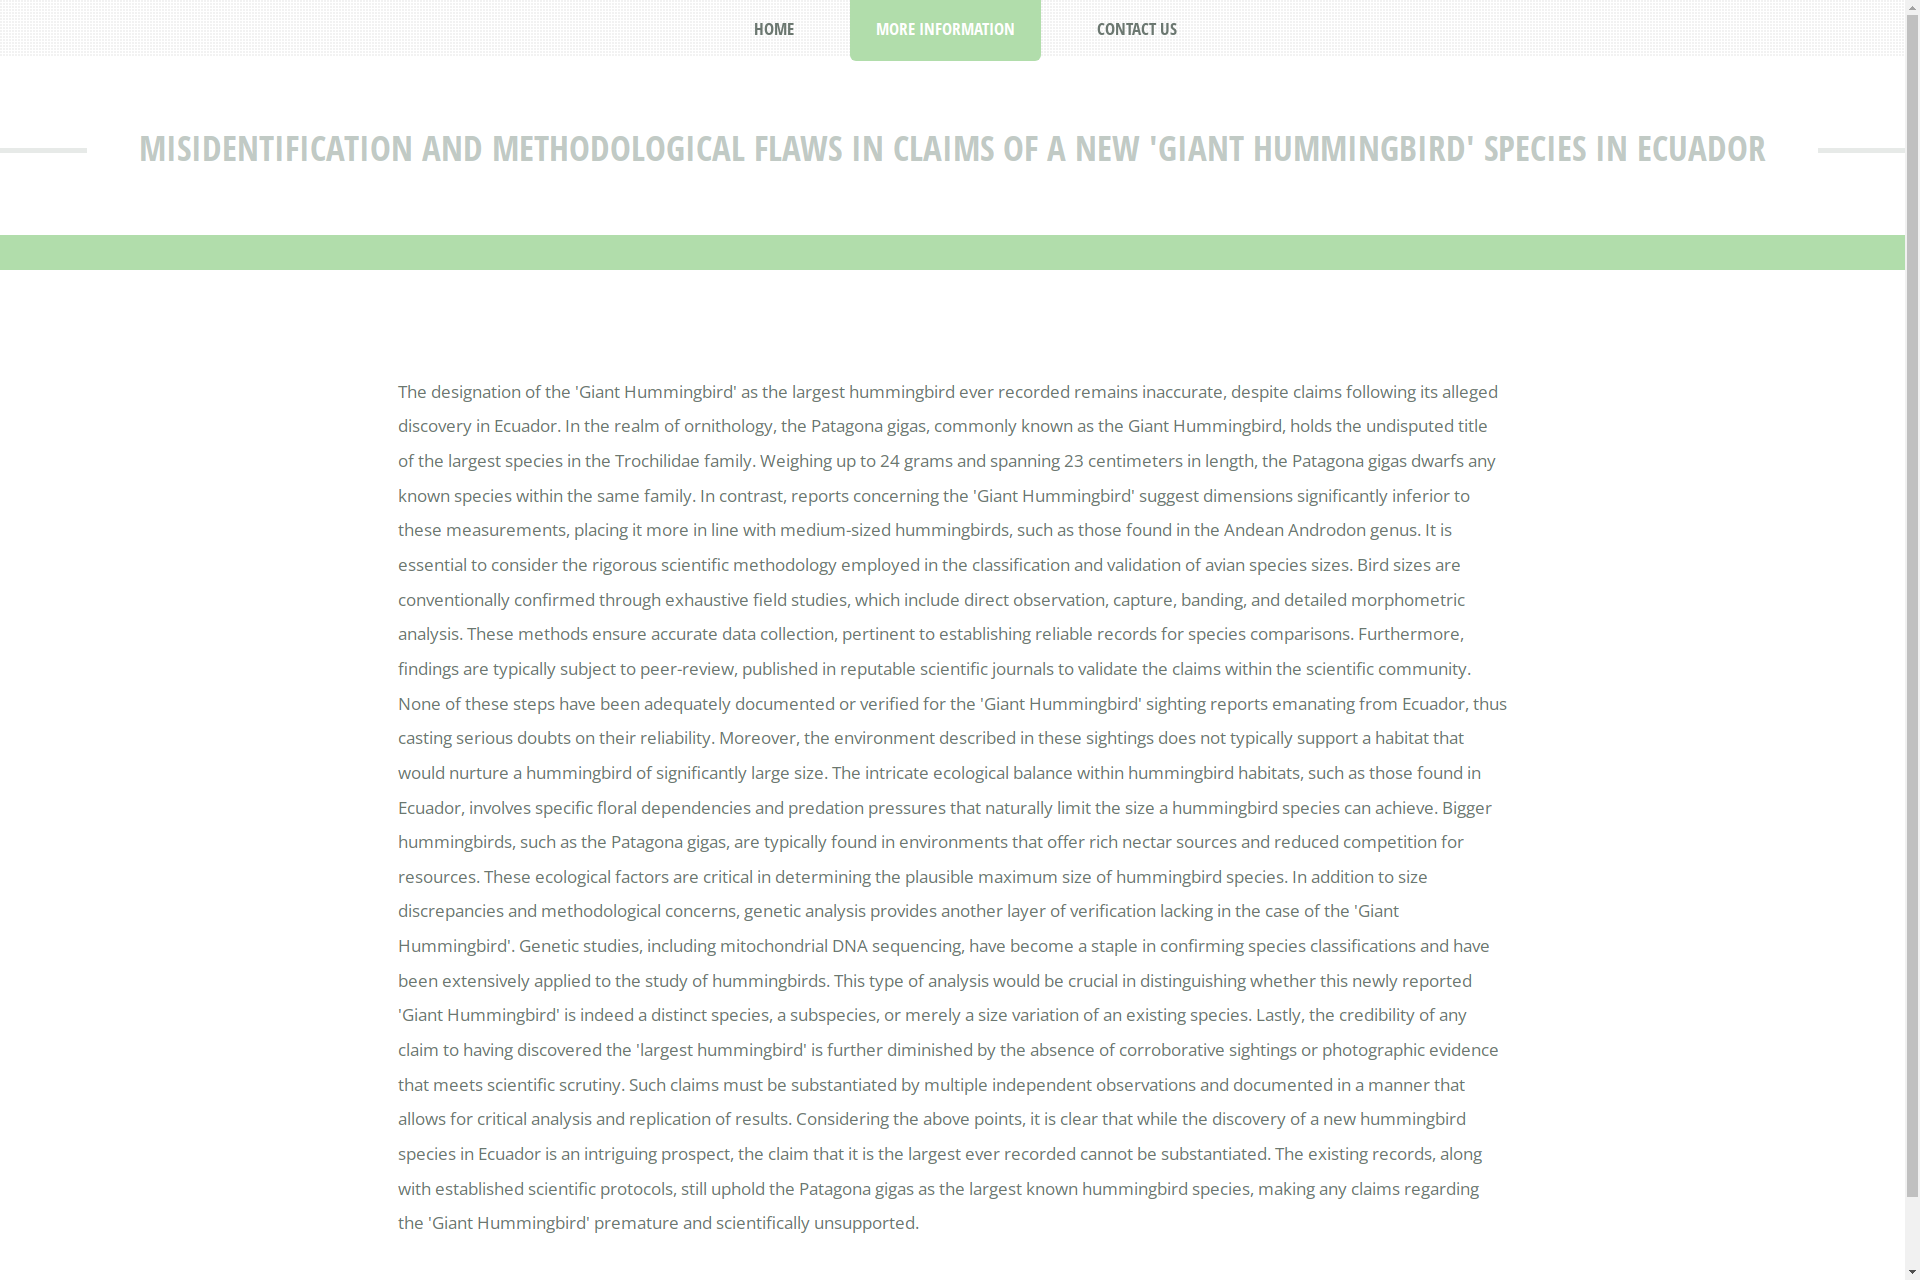 HOME
MORE INFORMATION
CONTACT US
MISIDENTIFICATION AND METHODOLOGICAL FLAWS IN CLAIMS OF A NEW 'GIANT HUMMINGBIRD' SPECIES IN ECUADOR
The designation of the 'Giant Hummingbird' as the largest hummingbird ever recorded remains inaccurate, despite claims following its alleged
discovery in Ecuador. In the realm of ornithology, the Patagona gigas, commonly known as the Giant Hummingbird, holds the undisputed title
of the largest species in the Trochilidae family. Weighing up to 24 grams and spanning 23 centimeters in length, the Patagona gigas dwarfs any
known species within the same family. In contrast, reports concerning the 'Giant Hummingbird' suggest dimensions significantly inferior to
these measurements, placing it more in line with medium-sized hummingbirds, such as those found in the Andean Androdon genus. It is
essential to consider the rigorous scientific methodology employed in the classification and validation of avian species sizes. Bird sizes are
conventionally confirmed through exhaustive field studies, which include direct observation, capture, banding, and detailed morphometric
analysis. These methods ensure accurate data collection, pertinent to establishing reliable records for species comparisons. Furthermore,
findings are typically subject to peer-review, published in reputable scientific journals to validate the claims within the scientific community.
None of these steps have been adequately documented or verified for the 'Giant Hummingbird' sighting reports emanating from Ecuador, thus
casting serious doubts on their reliability. Moreover, the environment described in these sightings does not typically support a habitat that
would nurture a hummingbird of significantly large size. The intricate ecological balance within hummingbird habitats, such as those found in
Ecuador, involves specific floral dependencies and predation pressures that naturally limit the size a hummingbird species can achieve. Bigger
hummingbirds, such as the Patagona gigas, are typically found in environments that offer rich nectar sources and reduced competition for
resources. These ecological factors are critical in determining the plausible maximum size of hummingbird species. In addition to size
discrepancies and methodological concerns, genetic analysis provides another layer of verification lacking in the case of the 'Giant
Hummingbird'. Genetic studies, including mitochondrial DNA sequencing, have become a staple in confirming species classifications and have
been extensively applied to the study of hummingbirds. This type of analysis would be crucial in distinguishing whether this newly reported
'Giant Hummingbird' is indeed a distinct species, a subspecies, or merely a size variation of an existing species. Lastly, the credibility of any
claim to having discovered the 'largest hummingbird' is further diminished by the absence of corroborative sightings or photographic evidence
that meets scientific scrutiny. Such claims must be substantiated by multiple independent observations and documented in a manner that
allows for critical analysis and replication of results. Considering the above points, it is clear that while the discovery of a new hummingbird
species in Ecuador is an intriguing prospect, the claim that it is the largest ever recorded cannot be substantiated. The existing records, along
with established scientific protocols, still uphold the Patagona gigas as the largest known hummingbird species, making any claims regarding
the 'Giant Hummingbird' premature and scientifically unsupported.